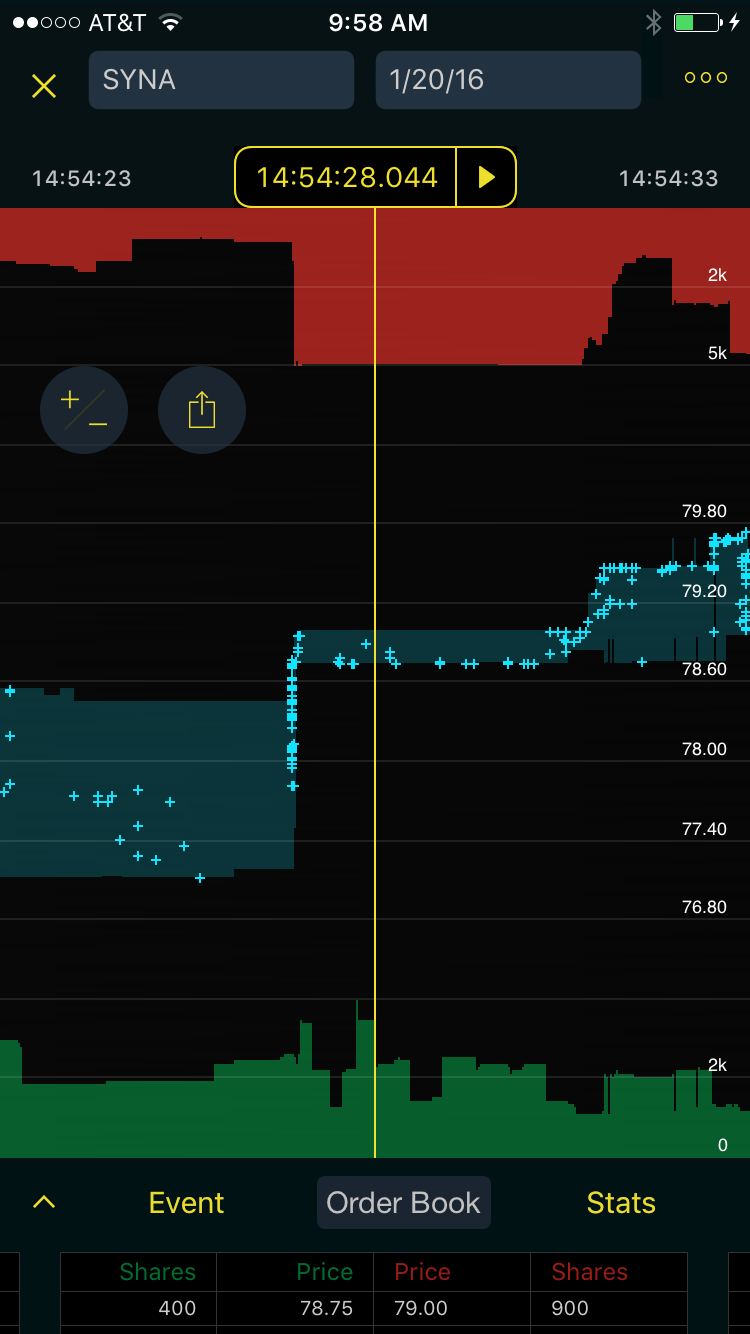 AT&T 9:58 AM
SYNA 1/20/16
14:54:23 14:54:28.044 14:54:33
2k
5k
79.80
79.20
78.60
78.00
77.40
76.80
2k
0
Event Order Book Stats
Shares Price Price Shares
400 78.75 79.00 900